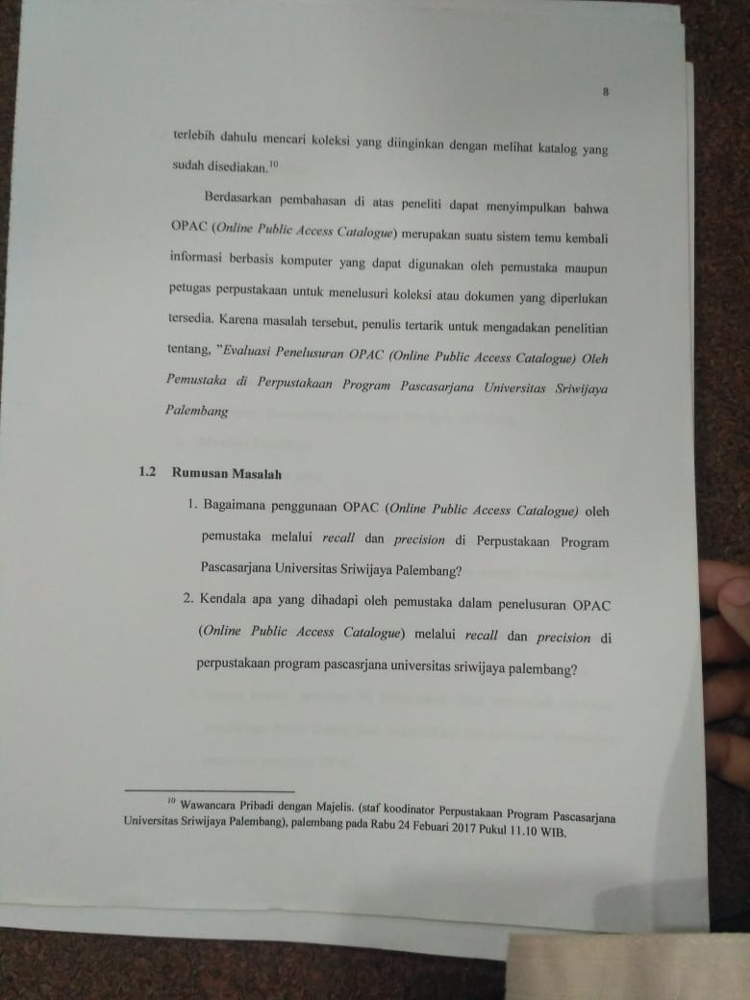 8
terlebih dahulu mencari koleksi yang diinginkan dengan melihat katalog yang
sudah disediakan.¹⁰
Berdasarkan pembahasan di atas peneliti dapat menyimpulkan bahwa
OPAC (Online Public Access Catalogue) merupakan suatu sistem temu kembali
informasi berbasis komputer yang dapat digunakan oleh pemustaka maupun
petugas perpustakaan untuk menelusuri koleksi atau dokumen yang diperlukan
tersedia. Karena masalah tersebut, penulis tertarik untuk mengadakan penelitian
tentang, ”Evaluasi Penelusuran OPAC (Online Public Access Catalogue) Oleh
Pemustaka di Perpustakaan Program Pascasarjana Universitas Sriwijaya
Palembang
1.2 Rumusan Masalah
1. Bagaimana penggunaan OPAC (Online Public Access Catalogue) oleh
pemustaka melalui recall dan precision di Perpustakaan Program
Pascasarjana Universitas Sriwijaya Palembang?
2. Kendala apa yang dihadapi oleh pemustaka dalam penelusuran OPAC
(Online Public Access Catalogue) melalui recall dan precision di
perpustakaan program pascasrjana universitas sriwijaya palembang?
¹⁰ Wawancara Pribadi dengan Majelis. (staf koodinator Perpustakaan Program Pascasarjana
Universitas Sriwijaya Palembang), palembang pada Rabu 24 Febuari 2017 Pukul 11.10 WIB.